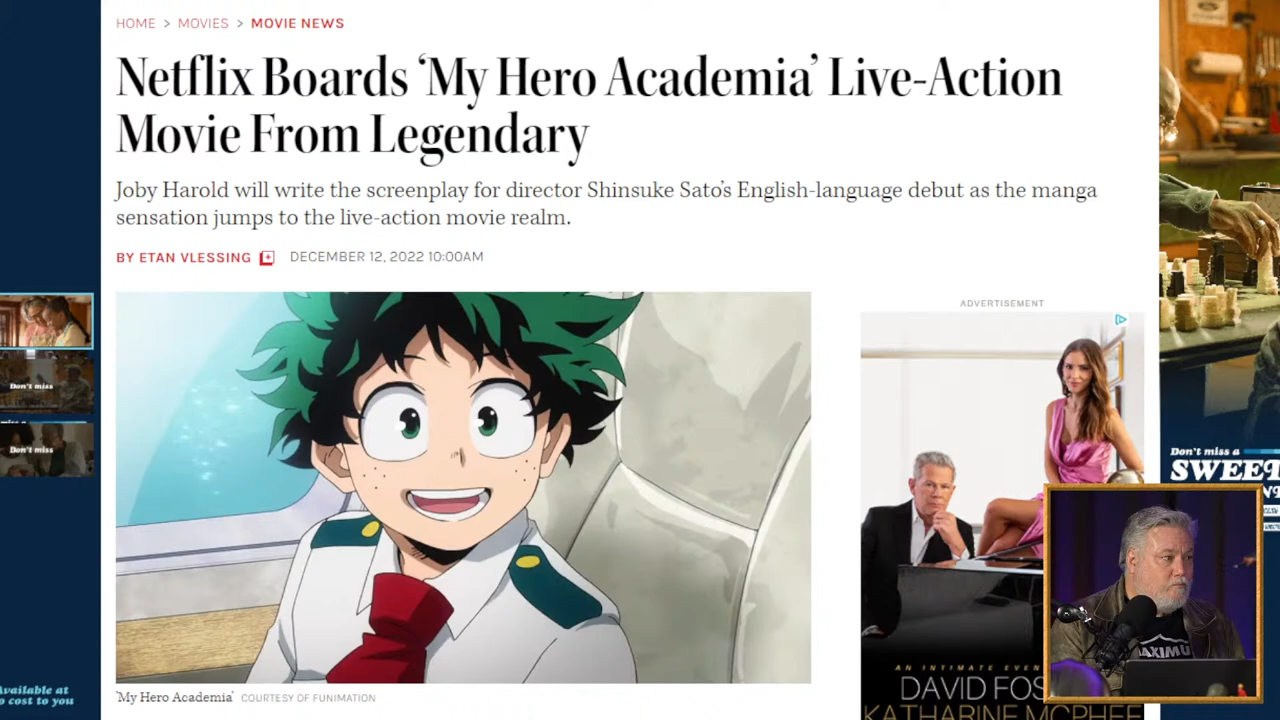 HOME > MOVIES > MOVIE NEWS
Netflix Boards ‘My Hero Academia’ Live-Action
Movie From Legendary
Joby Harold will write the screenplay for director Shinsuke Sato’s English-language debut as the manga
sensation jumps to the live-action movie realm.
BY ETAN VLESSING
DECEMBER 12, 2022 10:00AM
ADVERTISEMENT
Don't miss
Don't miss
Available at
no cost to you
'My Hero Academia' COURTESY OF FUNIMATION
AN INTIMATE EVEN
DAVID FOS
KATHARINE MCPHEE
Don't miss a
SWEET
AXIMU